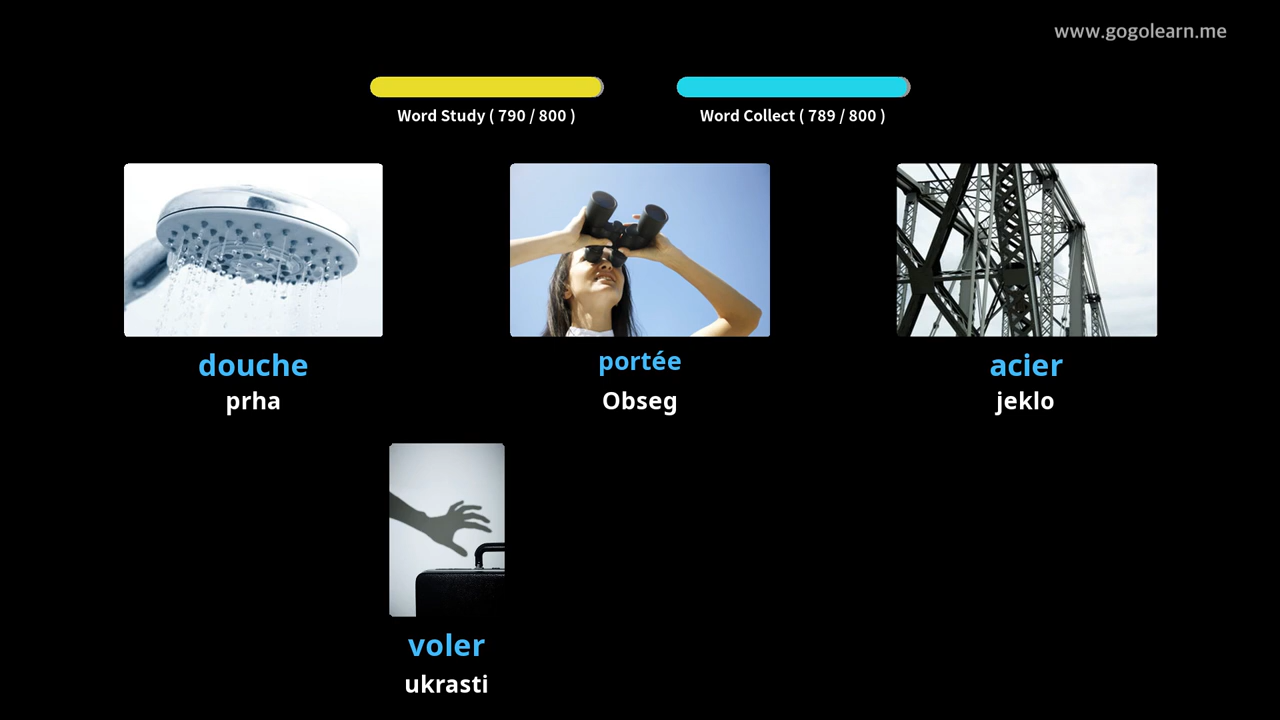 www.gogolearn.me
Word Study ( 790 / 800 )
Word Collect ( 789 / 800 )
douche
prha
portée
Obseg
acier
jeklo
voler
ukrasti